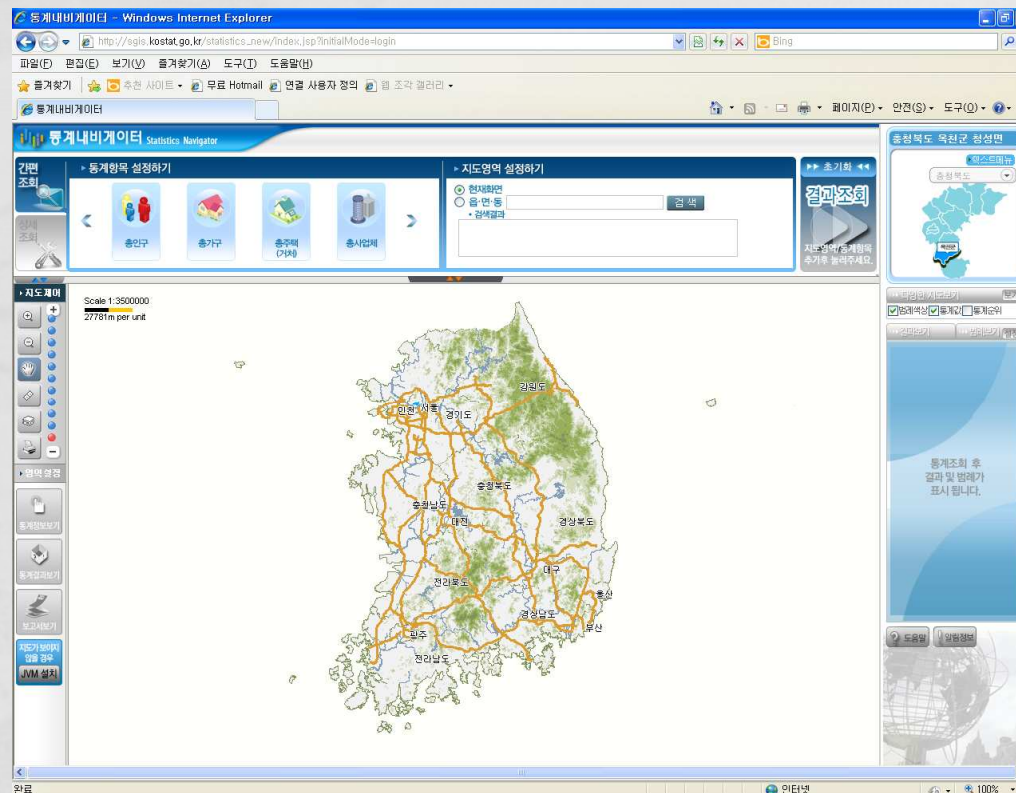 통계내비게이터 - Windows Internet Explorer
http://sgis.kostat.go.kr/statistics_new/index.jsp?initialMode=login
Bing
파일(F) 편집(E) 보기(V) 즐겨찾기(A) 도구(T) 도움말(H)
즐겨찾기 추천 사이트 무료 Hotmail 연결 사용자 정의 웹 조각 갤러리
통계내비게이터
페이지(P) 안전(S) 도구(O)
통계내비게이터 Statistics Navigator
간편조회
상세조회
통계항목 설정하기
총인구
총가구
총주택
(거처)
총사업체
지도영역 설정하기
현재화면
읍·면·동
검색
검색결과
초기화
결과조회
지도영역/통계항목
추가후 눌러주세요.
충청북도 옥천군 청성면
충청북도
옥천군
지도제어
Scale 1:3500000
27781m per unit
강원도
인천
서울
경기도
충청북도
충청남도
대전
경상북도
전라북도
대구
울산
경상남도
부산
광주
전라남도
영역 설정
통계정보보기
통계결과보기
보고서보기
지도가 보이지
않을 경우
JVM 설치
범례색상 통계값 통계순위
통계조회 후
결과 및 범례가
표시 됩니다.
도움말
알림정보
완료
인터넷
100%